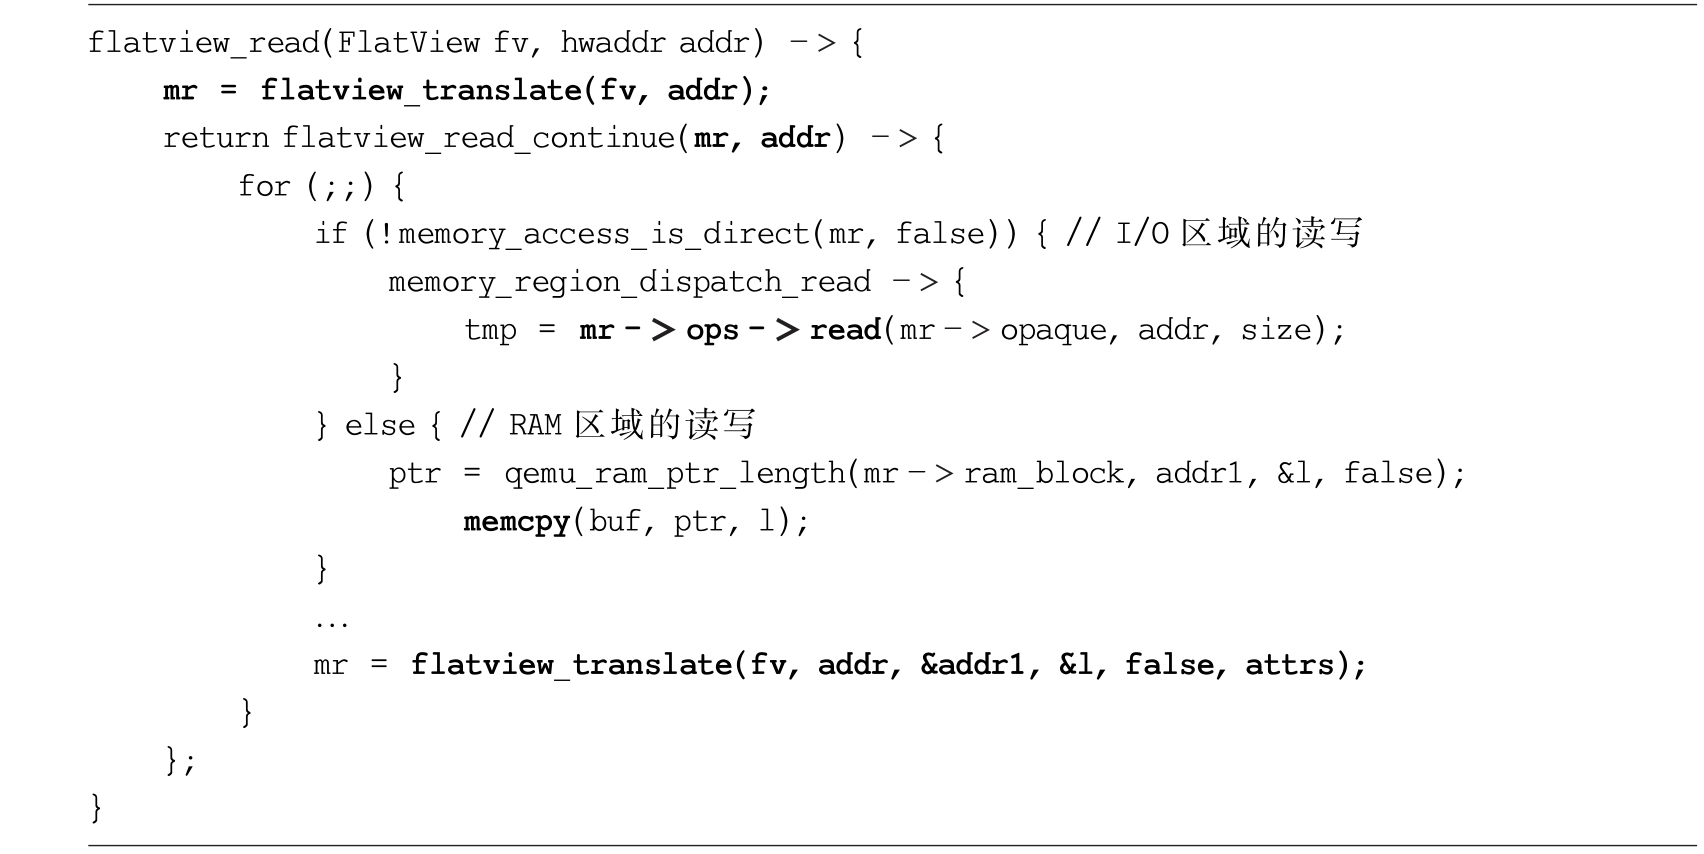 flatview_read(FlatView fv, hwaddr addr) -> {
mr = flatview_translate(fv, addr);
return flatview_read_continue(mr, addr) -> {
for (;;) {
if (!memory_access_is_direct(mr, false)) { // I/O 区域的读写
memory_region_dispatch_read -> {
tmp = mr->ops->read(mr->opaque, addr, size);
}
} else { // RAM 区域的读写
ptr = qemu_ram_ptr_length(mr->ram_block, addr1, &l, false);
memcpy(buf, ptr, l);
}
...
mr = flatview_translate(fv, addr, &addr1, &l, false, attrs);
}
};
}